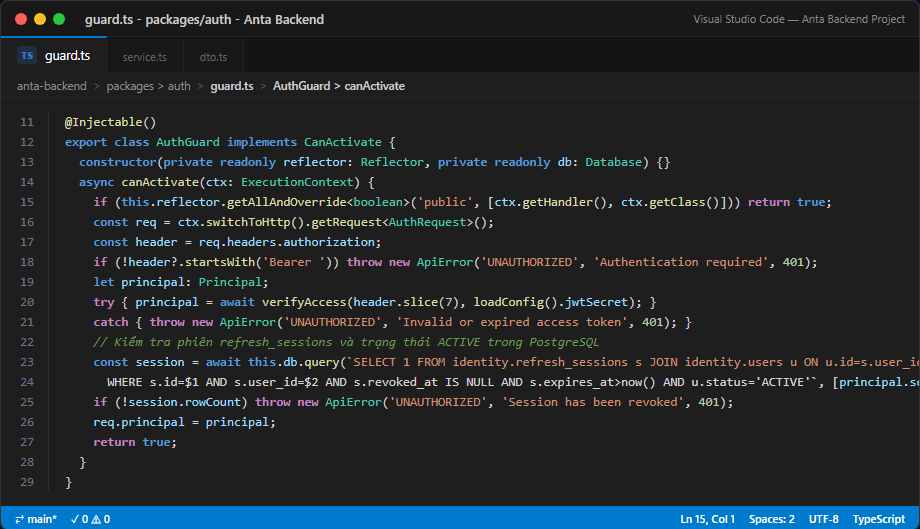 guard.ts - packages/auth - Anta Backend
Visual Studio Code — Anta Backend Project
TS guard.ts service.ts dto.ts
anta-backend > packages > auth > guard.ts > AuthGuard > canActivate
11 @Injectable()
12 export class AuthGuard implements CanActivate {
13 constructor(private readonly reflector: Reflector, private readonly db: Database) {}
14 async canActivate(ctx: ExecutionContext) {
15 if (this.reflector.getAllAndOverride<boolean>('public', [ctx.getHandler(), ctx.getClass()])) return true;
16 const req = ctx.switchToHttp().getRequest<AuthRequest>();
17 const header = req.headers.authorization;
18 if (!header?.startsWith('Bearer ')) throw new ApiError('UNAUTHORIZED', 'Authentication required', 401);
19 let principal: Principal;
20 try { principal = await verifyAccess(header.slice(7), loadConfig().jwtSecret); }
21 catch { throw new ApiError('UNAUTHORIZED', 'Invalid or expired access token', 401); }
22 // Kiểm tra phiên refresh_sessions và trạng thái ACTIVE trong PostgreSQL
23 const session = await this.db.query(`SELECT 1 FROM identity.refresh_sessions s JOIN identity.users u ON u.id=s.user_id
24 WHERE s.id=$1 AND s.user_id=$2 AND s.revoked_at IS NULL AND s.expires_at>now() AND u.status='ACTIVE'`, [principal.se
25 if (!session.rowCount) throw new ApiError('UNAUTHORIZED', 'Session has been revoked', 401);
26 req.principal = principal;
27 return true;
28 }
29 }
main* ✓ 0 ⚠ 0 Ln 15, Col 1 Spaces: 2 UTF-8 TypeScript